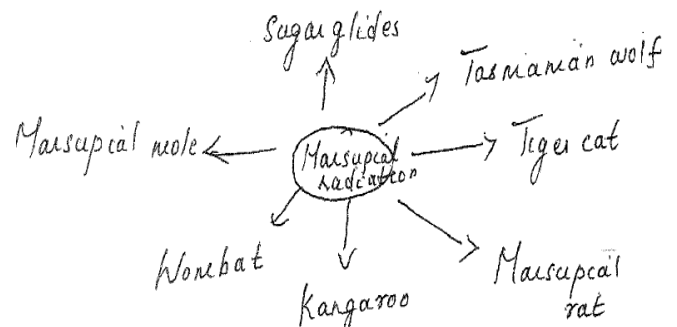 Sugar glides
Tasmanian wolf
Marsupial mole
Marsupial
radiation
Tiger cat
Wombat
Kangaroo
Marsupial
rat